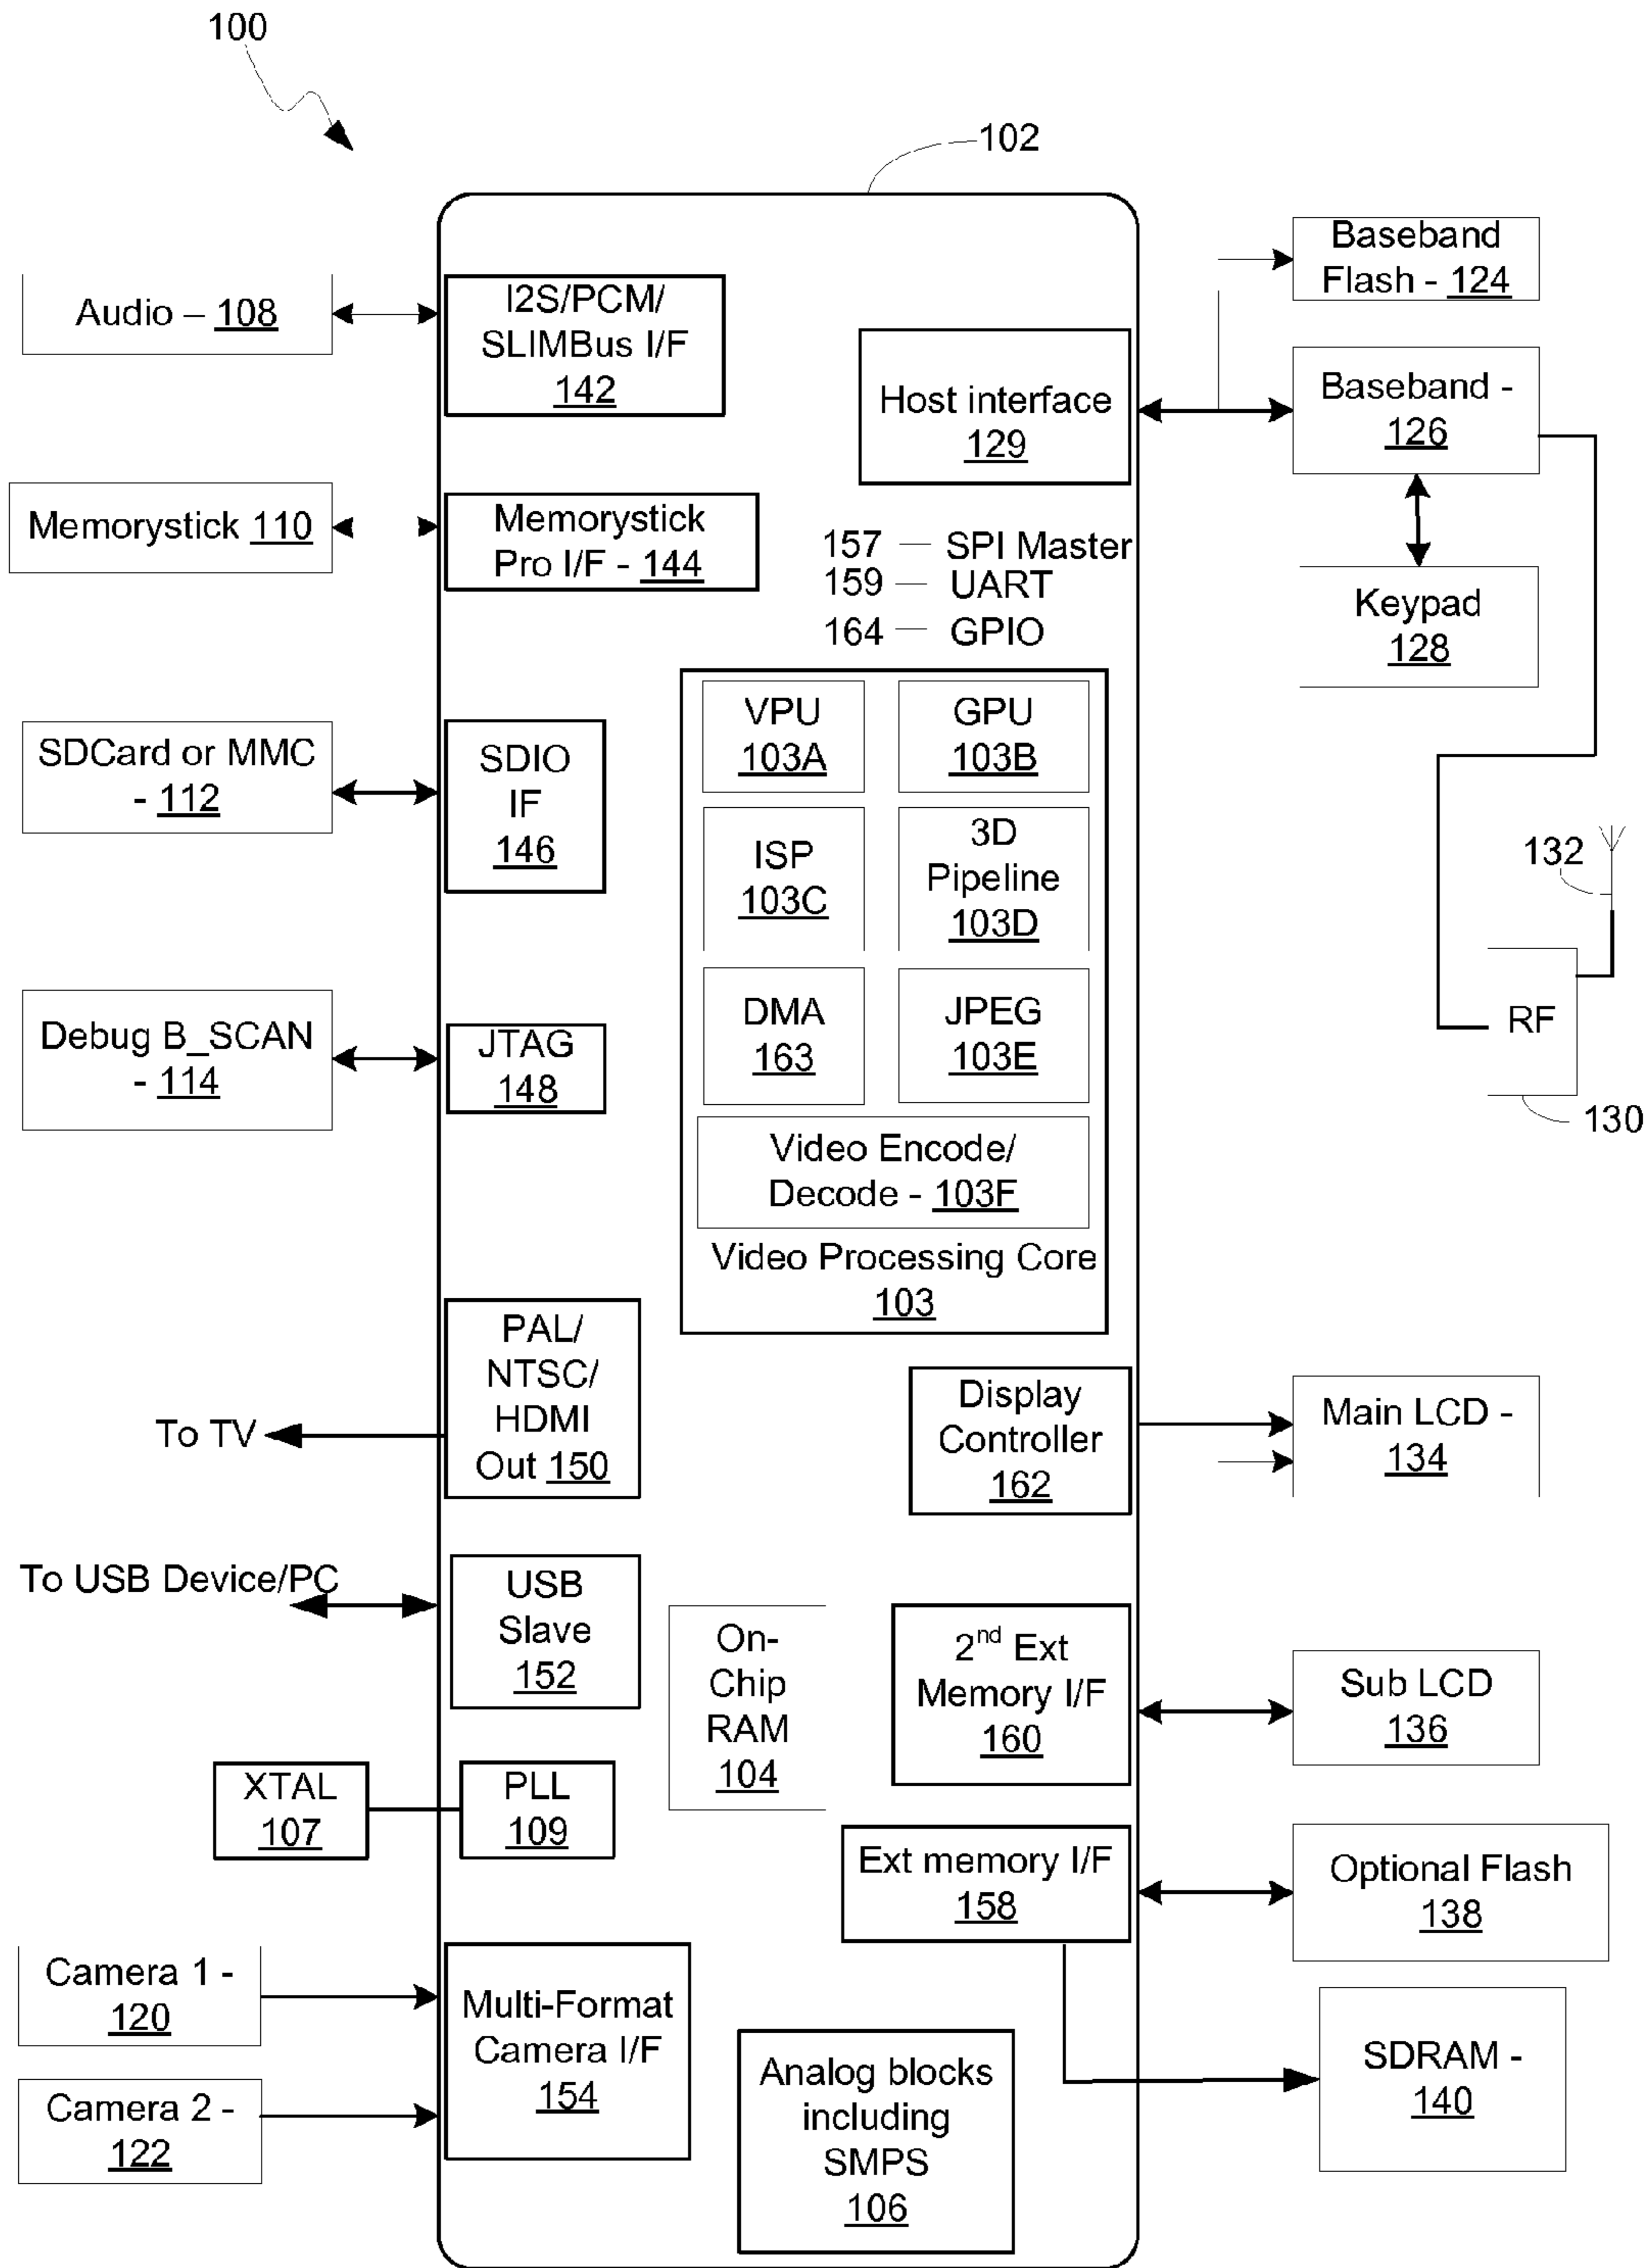 100
102
Audio – 108
I2S/PCM/
SLIMBus I/F
142
Baseband
Flash - 124
Host interface
129
Baseband -
126
Memorystick 110
Memorystick
Pro I/F - 144
157 — SPI Master
159 — UART
164 — GPIO
Keypad
128
SDCard or MMC
- 112
SDIO
IF
146
VPU
103A
GPU
103B
ISP
103C
3D
Pipeline
103D
132
Debug B_SCAN
- 114
JTAG
148
DMA
163
JPEG
103E
RF
130
Video Encode/
Decode - 103F
Video Processing Core
103
To TV
PAL/
NTSC/
HDMI
Out 150
Display
Controller
162
Main LCD -
134
To USB Device/PC
USB
Slave
152
On-
Chip
RAM
104
2nd Ext
Memory I/F
160
Sub LCD
136
XTAL
107
PLL
109
Ext memory I/F
158
Optional Flash
138
Camera 1 -
120
Camera 2 -
122
Multi-Format
Camera I/F
154
Analog blocks
including
SMPS
106
SDRAM -
140